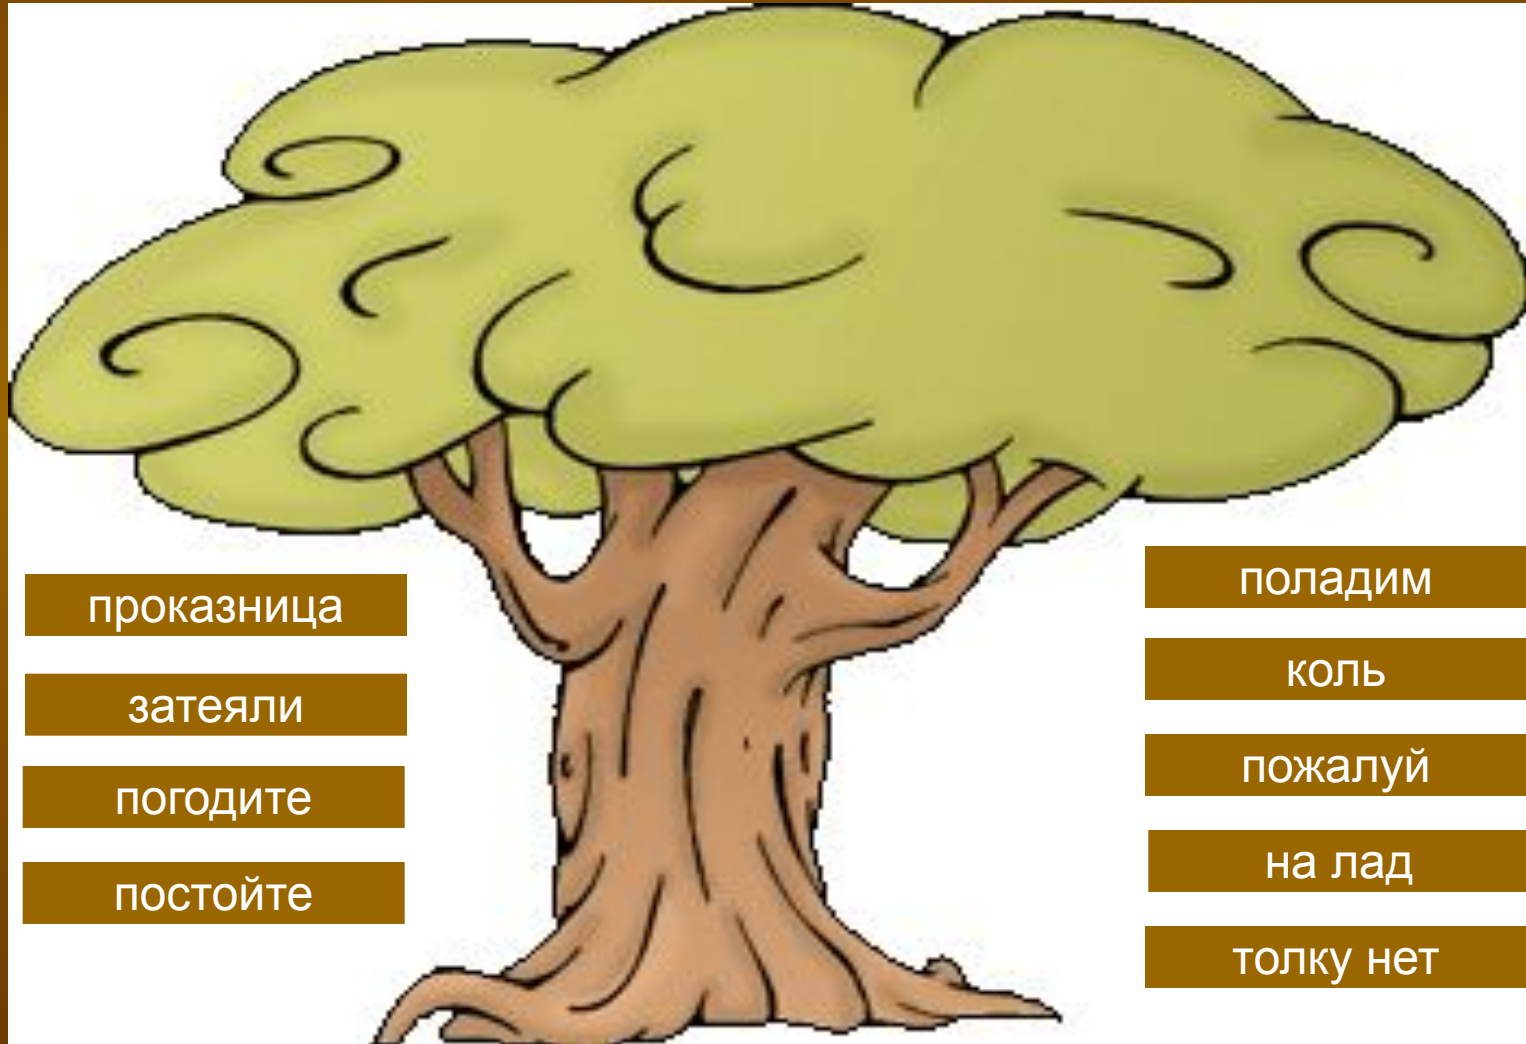 проказница
затеяли
погодите
постойте
поладим
коль
пожалуй
на лад
толку нет